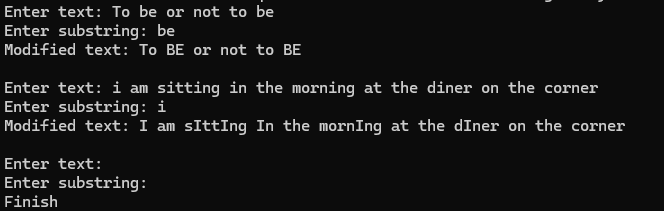 Enter text: To be or not to be
Enter substring: be
Modified text: To BE or not to BE
Enter text: i am sitting in the morning at the diner on the corner
Enter substring: i
Modified text: I am sIttIng In the mornIng at the dIner on the corner
Enter text:
Enter substring:
Finish